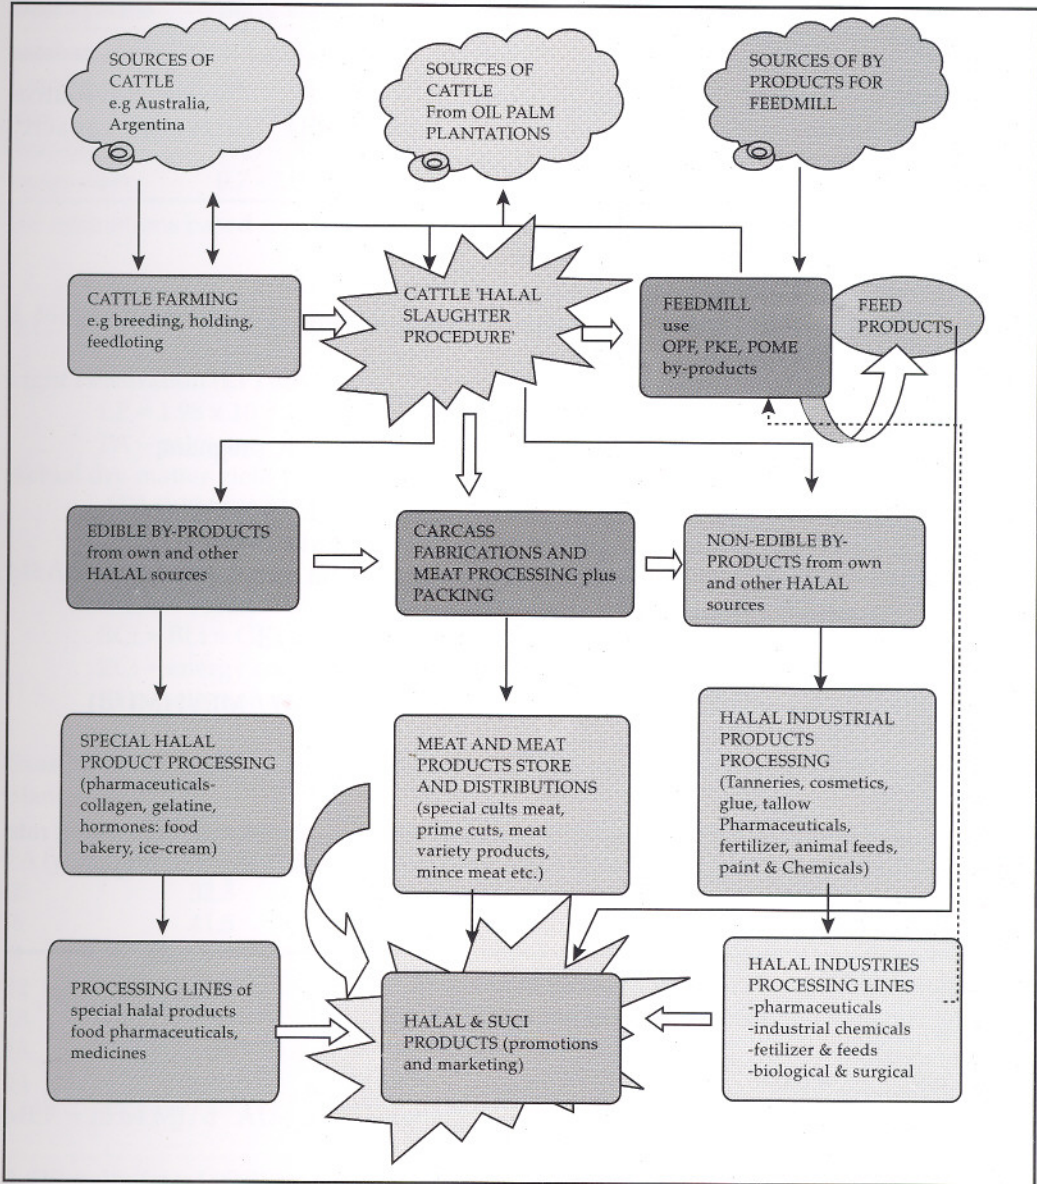 SOURCES OF
CATTLE
e.g Australia,
Argentina
SOURCES OF
CATTLE
From OIL PALM
PLANTATIONS
SOURCES OF BY
PRODUCTS FOR
FEEDMILL
CATTLE FARMING
e.g breeding, holding,
feedloting
CATTLE 'HALAL
SLAUGHTER
PROCEDURE'
FEEDMILL
use
OPF, PKE, POME
by-products
FEED
PRODUCTS
EDIBLE BY-PRODUCTS
from own and other
HALAL sources
CARCASS
FABRICATIONS AND
MEAT PROCESSING plus
PACKING
NON-EDIBLE BY-
PRODUCTS from own
and other HALAL
sources
SPECIAL HALAL
PRODUCT PROCESSING
(pharmaceuticals-
collagen, gelatine,
hormones: food
bakery, ice-cream)
MEAT AND MEAT
PRODUCTS STORE
AND DISTRIBUTIONS
(special cults meat,
prime cuts, meat
variety products,
mince meat etc.)
HALAL INDUSTRIAL
PRODUCTS
PROCESSING
(Tanneries, cosmetics,
glue, tallow
Pharmaceuticals,
fertilizer, animal feeds,
paint & Chemicals)
PROCESSING LINES of
special halal products
food pharmaceuticals,
medicines
HALAL & SUCI
PRODUCTS (promotions
and marketing)
HALAL INDUSTRIES
PROCESSING LINES
-pharmaceuticals
-industrial chemicals
-fetilizer & feeds
-biological & surgical